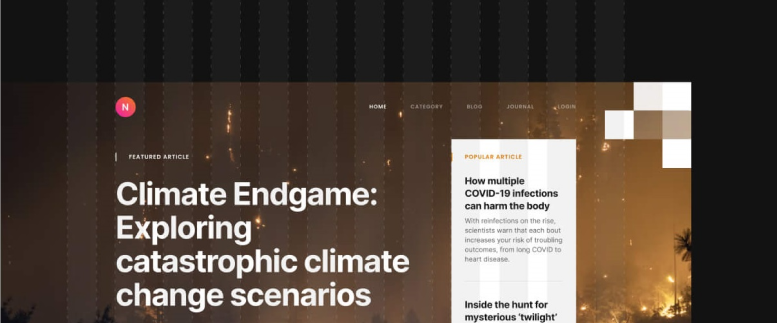 N
HOME CATEGORY BLOG JOURNAL LOGIN
FEATURED ARTICLE
Climate Endgame:
Exploring
catastrophic climate
change scenarios
POPULAR ARTICLE
How multiple
COVID-19 infections
can harm the body
With reinfections on the rise,
scientists warn that each bout
increases your risk of troubling
outcomes, from long COVID to
heart disease.
Inside the hunt for
mysterious ‘twilight’